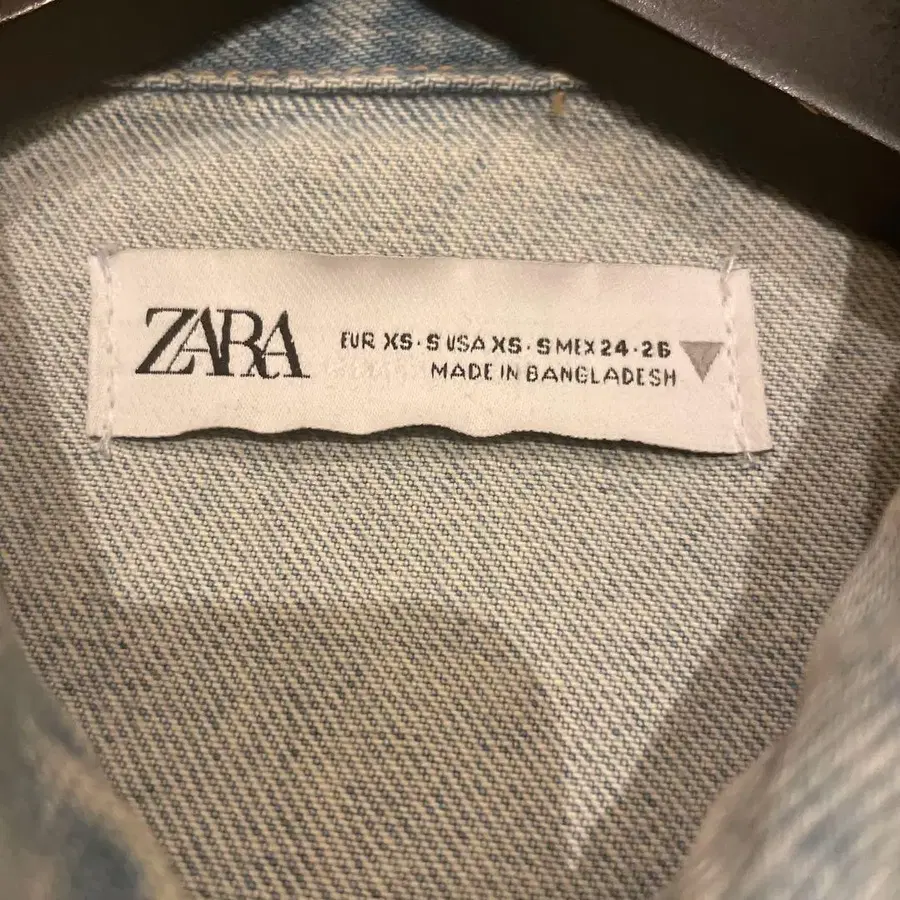 ZARA
EUR XS·S USA XS·S MEX 24·26
MADE IN BANGLADESH